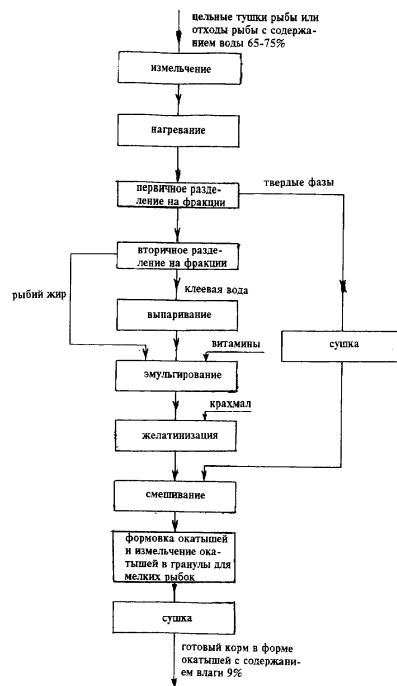 цельные тушки рыбы или
отходы рыбы с содержа-
нием воды 65-75%
измельчение
нагревание
первичное разде-
ление на фракции
твердые фазы
вторичное разде-
ление на фракции
рыбий жир
клеевая вода
выпаривание
витамины
сушка
эмульгирование
крахмал
желатинизация
смешивание
формовка окатышей
и измельчение ока-
тышей в гранулы для
мелких рыбок
сушка
готовый корм в форме
окатышей с содержани-
ем влаги 9%